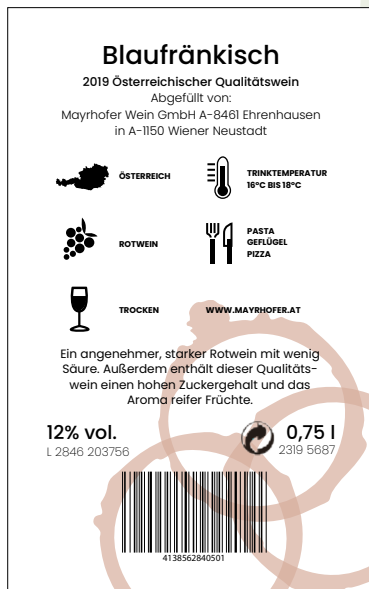 Blaufränkisch
2019 Österreichischer Qualitätswein
Abgefüllt von:
Mayrhofer Wein GmbH A-8461 Ehrenhausen
in A-1150 Wiener Neustadt
ÖSTERREICH
TRINKTEMPERATUR
16°C BIS 18°C
ROTWEIN
PASTA
GEFLÜGEL
PIZZA
TROCKEN
WWW.MAYRHOFER.AT
Ein angenehmer, starker Rotwein mit wenig
Säure. Außerdem enthält dieser Qualitäts-
wein einen hohen Zuckergehalt und das
Aroma reifer Früchte.
12% vol.
L 2846 203756
0,75 l
2319 5687
4138562840501